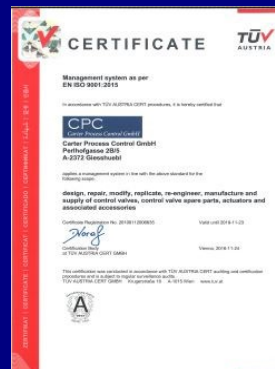 CERTIFICATE
TÜV
AUSTRIA
Management system as per
EN ISO 9001:2015
In accordance with TÜV AUSTRIA CERT procedures, it is hereby certified that
CPC
Carter Process Control GmbH
Carter Process Control GmbH
Perlhofgasse 2B/5
A-2372 Giesshuebl
applies a management system in line with the above standard for the
following scope
design, repair, modify, replicate, re-engineer, manufacture and
supply of control valves, control valve spare parts, actuators and
associated accessories
Certificate Registration No.
Valid until
Certification Body
of TÜV AUSTRIA CERT GMBH
Vienna,
This certification was conducted in accordance with TÜV AUSTRIA CERT auditing and certification
procedures and is subject to regular surveillance audits.
TÜV AUSTRIA CERT GMBH
www.tuv.at